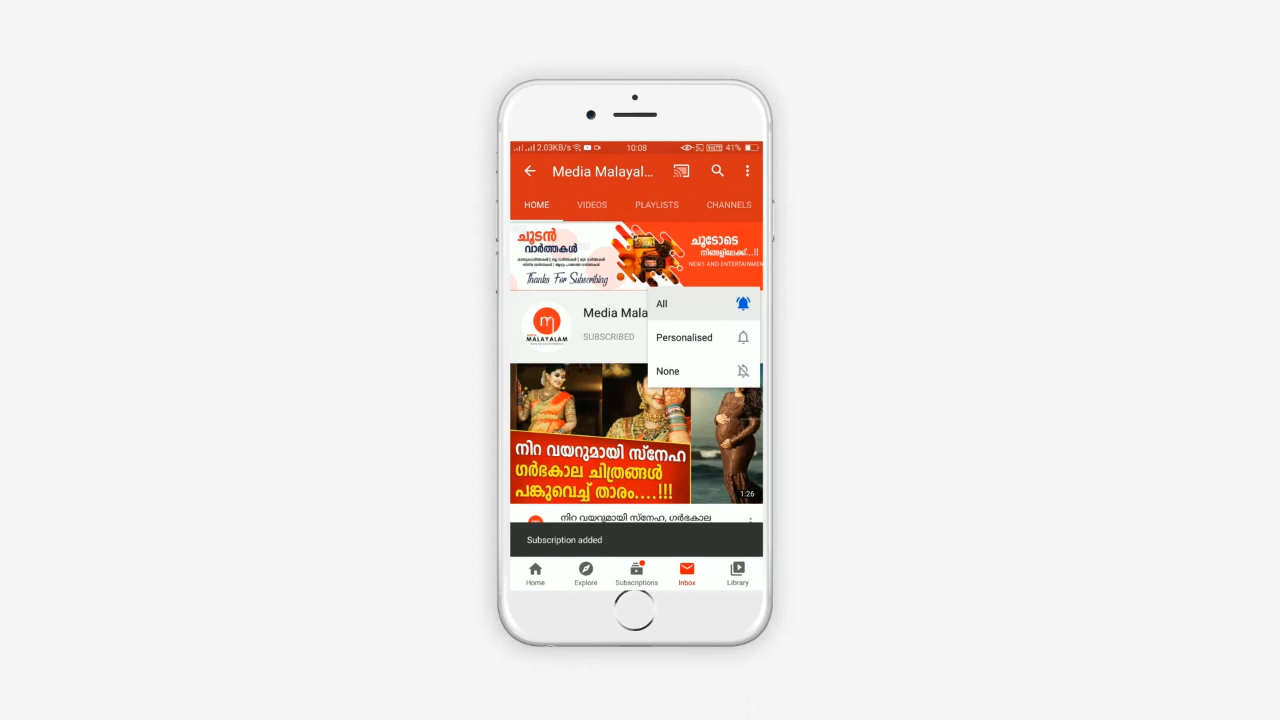 2.03KB/s 10:08 41%
Media Malayal...
HOME VIDEOS PLAYLISTS CHANNELS
ചൂടൻ
വാർത്തകൾ
Thanks For Subscribing
ചൂടോടെ
നിങ്ങളിലേക്ക്...!!
NEWS AND ENTERTAINMEN
All
Media Mala
MALAYALAM
SUBSCRIBED
Personalised
None
നിറ വയറുമായി സ്നേഹ
ഗർഭകാല ചിത്രങ്ങൾ
പങ്കുവെച്ച് താരം....!!!
1:26
നിറ വയറുമായി സ്നേഹ, ഗർഭകാല
Subscription added
Home Explore Subscriptions Inbox Library